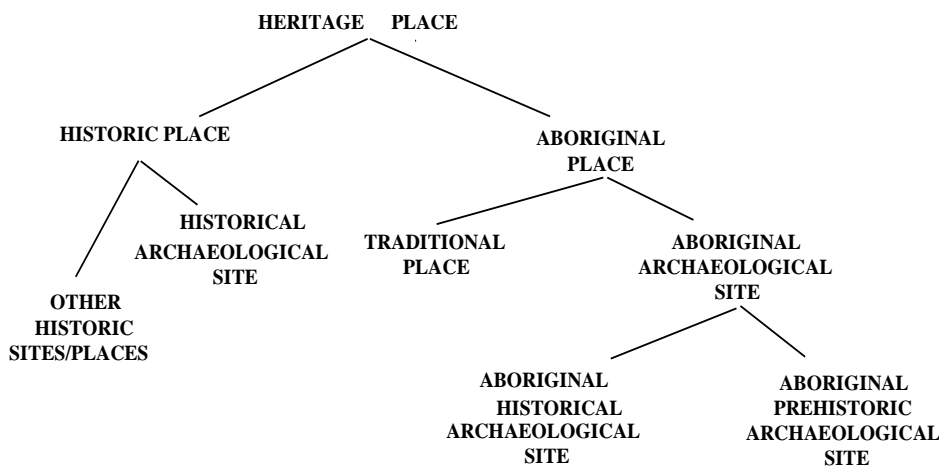 HERITAGE PLACE
HISTORIC PLACE
ABORIGINAL
PLACE
HISTORICAL
ARCHAEOLOGICAL
SITE
TRADITIONAL
PLACE
ABORIGINAL
ARCHAEOLOGICAL
SITE
OTHER
HISTORIC
SITES/PLACES
ABORIGINAL
HISTORICAL
ARCHAEOLOGICAL
SITE
ABORIGINAL
PREHISTORIC
ARCHAEOLOGICAL
SITE